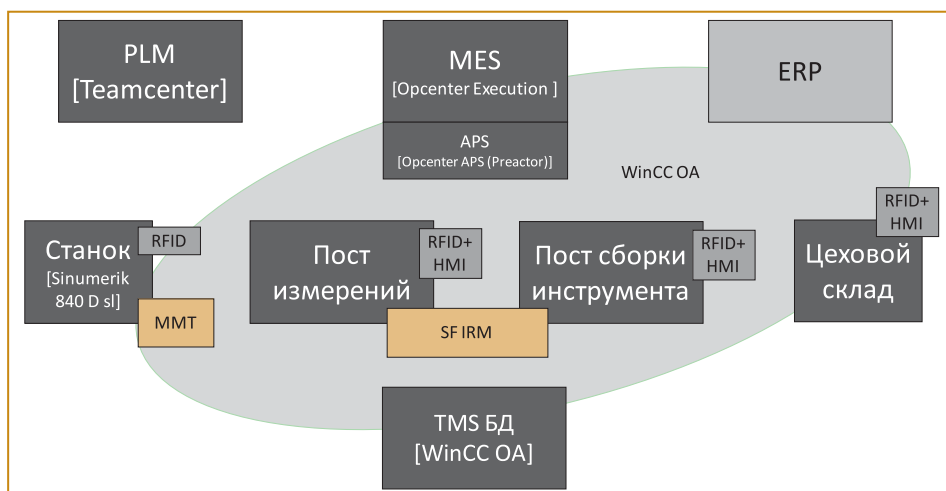 PLM
[Teamcenter]
MES
[Opcenter Execution ]
APS
[Opcenter APS (Preactor)]
ERP
WinCC OA
Станок
[Sinumerik
840 D sl]
RFID
MMT
Пост
измерений
RFID+
HMI
SF IRM
Пост сборки
инструмента
RFID+
HMI
RFID+
HMI
Цеховой
склад
TMS БД
[WinCC OA]